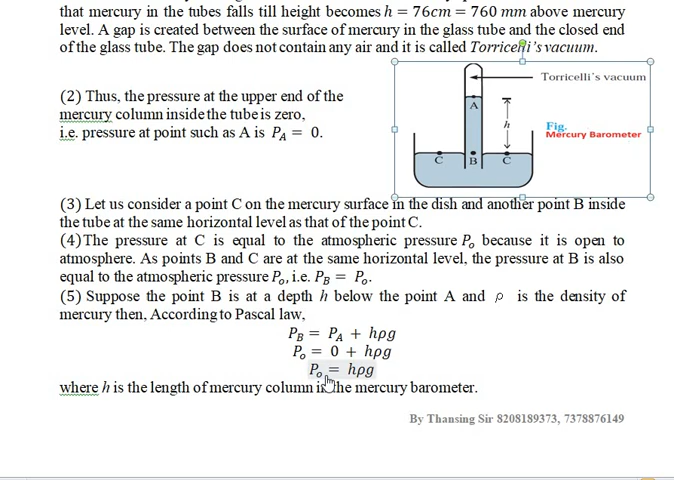 that mercury in the tubes falls till height becomes h = 76cm = 760 mm above mercury
level. A gap is created between the surface of mercury in the glass tube and the closed end
of the glass tube. The gap does not contain any air and it is called Torricelli's vacuum.
Torricelli's vacuum
(2) Thus, the pressure at the upper end of the
mercury column inside the tube is zero,
i.e. pressure at point such as A is P_A = 0.
A
h
Fig.
Mercury Barometer
C
B
C
(3) Let us consider a point C on the mercury surface in the dish and another point B inside
the tube at the same horizontal level as that of the point C.
(4)The pressure at C is equal to the atmospheric pressure P_o because it is open to
atmosphere. As points B and C are at the same horizontal level, the pressure at B is also
equal to the atmospheric pressure P_o, i.e. P_B = P_o.
(5) Suppose the point B is at a depth h below the point A and ρ is the density of
mercury then, According to Pascal law,
P_B = P_A + hρg
P_o = 0 + hρg
P_o = hρg
where h is the length of mercury column in the mercury barometer.
By Thansing Sir 8208189373, 7378876149